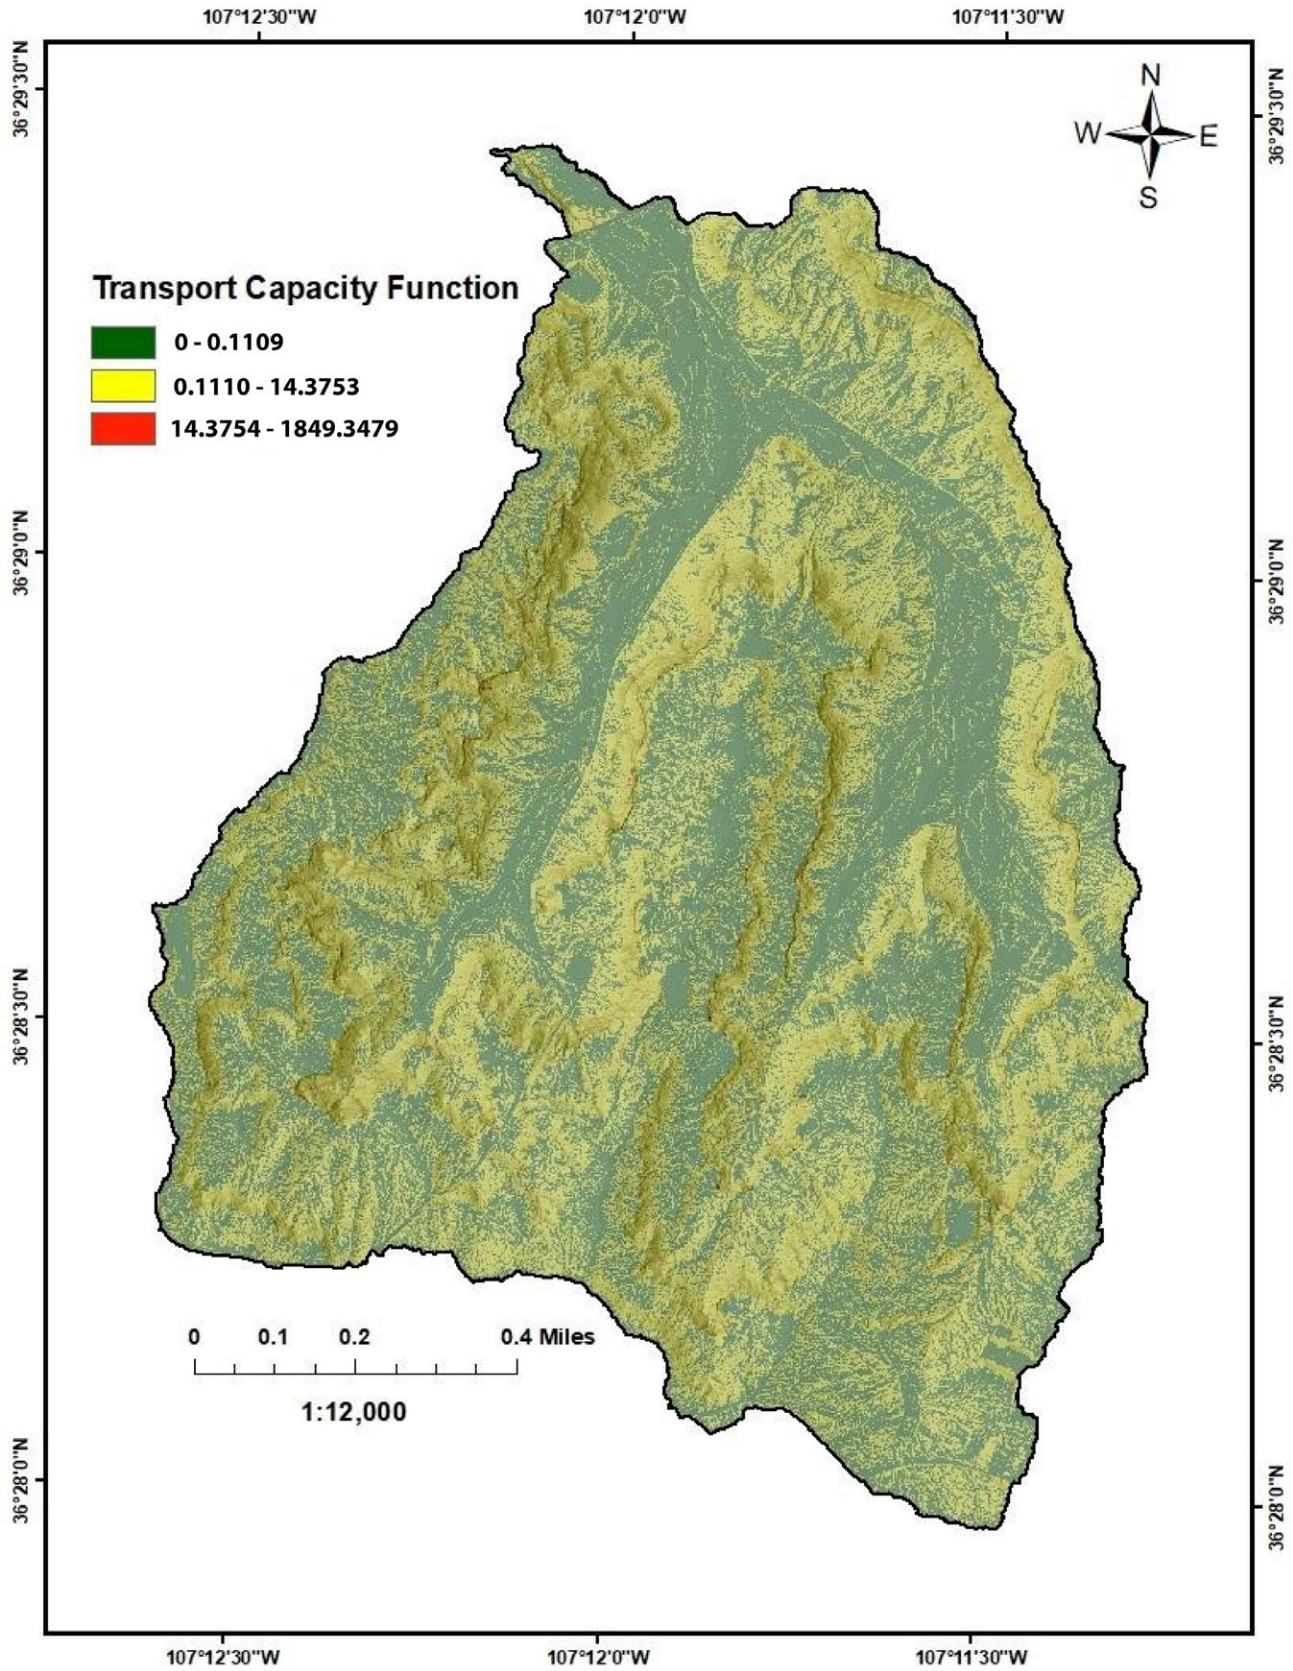 107°12'30"W 107°12'0"W 107°11'30"W
36°29'30"N
36°29'30"N
N
W E
S
Transport Capacity Function
0 - 0.1109
0.1110 - 14.3753
14.3754 - 1849.3479
36°29'0"N
36°29'0"N
36°28'30"N
36°28'30"N
0 0.1 0.2 0.4 Miles
1:12,000
36°28'0"N
36°28'0"N
107°12'30"W 107°12'0"W 107°11'30"W